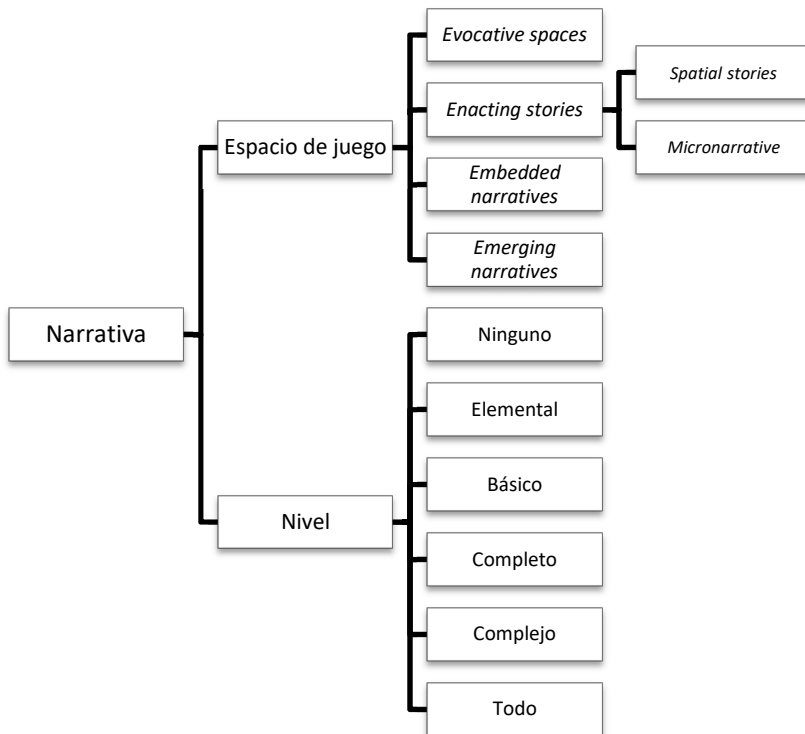 Narrativa
Espacio de juego
Evocative spaces
Enacting stories
Spatial stories
Micronarrative
Embedded
narratives
Emerging
narratives
Nivel
Ninguno
Elemental
Básico
Completo
Complejo
Todo